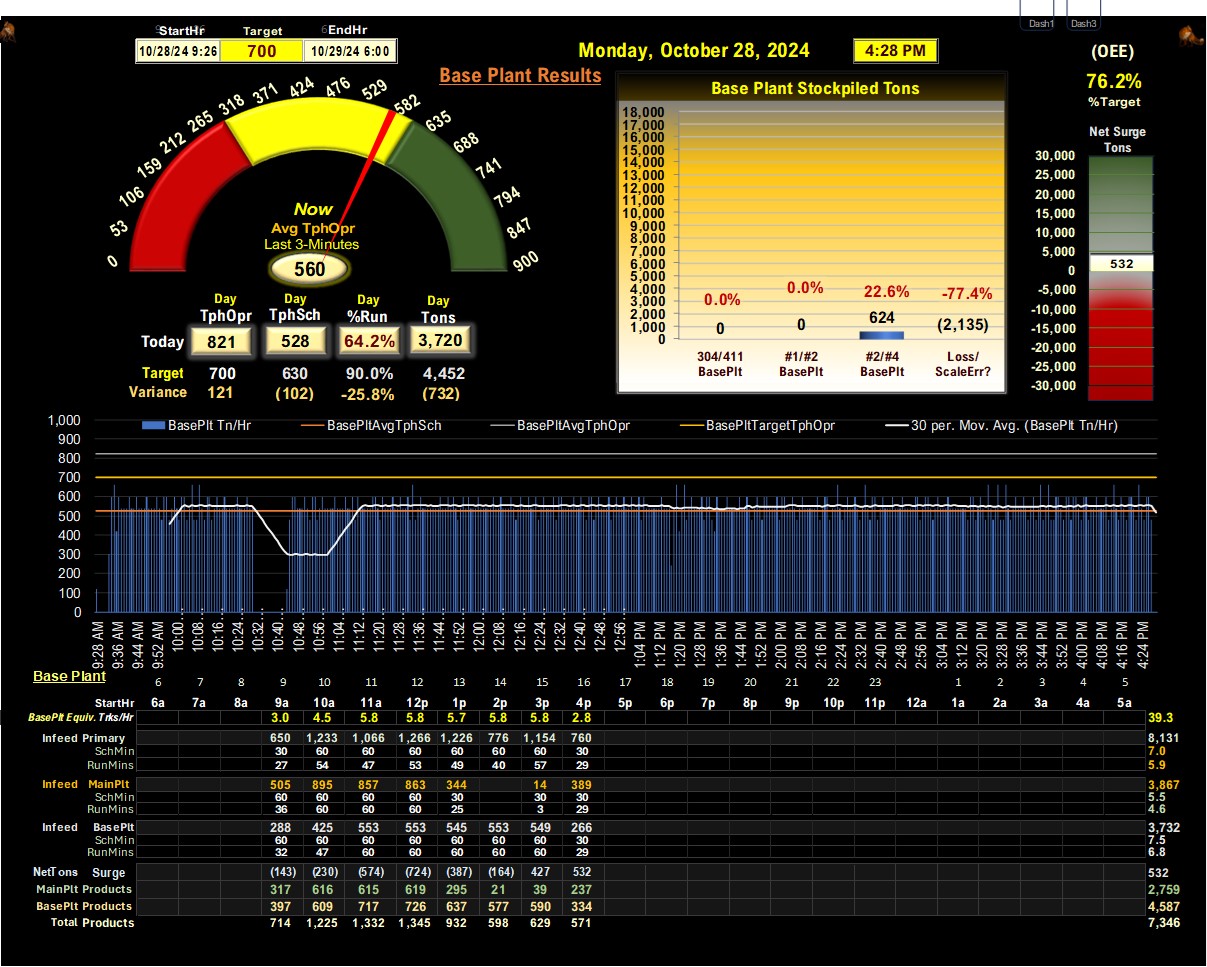 Dash1 Dash3
StartHr Target EndHr
10/28/24 9:26 700 10/29/24 6:00
Monday, October 28, 2024 4:28 PM
(OEE)
76.2%
%Target
Base Plant Results
0 53 106 159 212 265 318 371 424 476 529 582 635 688 741 794 847 900
Now
Avg TphOpr
Last 3-Minutes
560
Base Plant Stockpiled Tons
18,000
17,000
16,000
15,000
14,000
13,000
12,000
11,000
10,000
9,000
8,000
7,000
6,000
5,000
4,000
3,000
2,000
1,000
0
0.0% 0.0% 22.6% -77.4%
0 0 624 (2,135)
304/411 #1/#2 #2/#4 Loss/
BasePlt BasePlt BasePlt ScaleErr?
Net Surge
Tons
30,000
25,000
20,000
15,000
10,000
5,000
0
-5,000
-10,000
-15,000
-20,000
-25,000
-30,000
532
Day Day Day Day
TphOpr TphSch %Run Tons
Today 821 528 64.2% 3,720
Target 700 630 90.0% 4,452
Variance 121 (102) -25.8% (732)
BasePlt Tn/Hr BasePltAvgTphSch BasePltAvgTphOpr BasePltTargetTphOpr 30 per. Mov. Avg. (BasePlt Tn/Hr)
1,000
900
800
700
600
500
400
300
200
100
0
9:28 AM 9:36 AM 9:44 AM 9:52 AM 10:00... 10:08... 10:16... 10:24... 10:32... 10:40... 10:48... 10:56... 11:04... 11:12... 11:20... 11:28... 11:36... 11:44... 11:52... 12:00... 12:08... 12:16... 12:24... 12:32... 12:40... 12:48... 12:56... 1:04 PM 1:12 PM 1:20 PM 1:28 PM 1:36 PM 1:44 PM 1:52 PM 2:00 PM 2:08 PM 2:16 PM 2:24 PM 2:32 PM 2:40 PM 2:48 PM 2:56 PM 3:04 PM 3:12 PM 3:20 PM 3:28 PM 3:36 PM 3:44 PM 3:52 PM 4:00 PM 4:08 PM 4:16 PM 4:24 PM
Base Plant
6 7 8 9 10 11 12 13 14 15 16 17 18 19 20 21 22 23 1 2 3 4 5
StartHr 6a 7a 8a 9a 10a 11a 12p 1p 2p 3p 4p 5p 6p 7p 8p 9p 10p 11p 12a 1a 2a 3a 4a 5a
BasePlt Equiv. Trks/Hr 3.0 4.5 5.8 5.8 5.7 5.8 5.8 2.8 39.3
Infeed Primary 650 1,233 1,066 1,266 1,226 776 1,154 760 8,131
SchMin 30 60 60 60 60 60 60 30 7.0
RunMins 27 54 47 53 49 40 57 29 5.9
Infeed MainPlt 505 895 857 863 344 14 389 3,867
SchMin 60 60 60 60 30 30 30 5.5
RunMins 36 60 60 60 25 3 29 4.6
Infeed BasePlt 288 425 553 553 545 553 549 266 3,732
SchMin 60 60 60 60 60 60 60 30 7.5
RunMins 32 47 60 60 60 60 60 29 6.8
NetTons Surge (143) (230) (574) (724) (387) (164) 427 532 532
MainPlt Products 317 616 615 619 295 21 39 237 2,759
BasePlt Products 397 609 717 726 637 577 590 334 4,587
Total Products 714 1,225 1,332 1,345 932 598 629 571 7,346